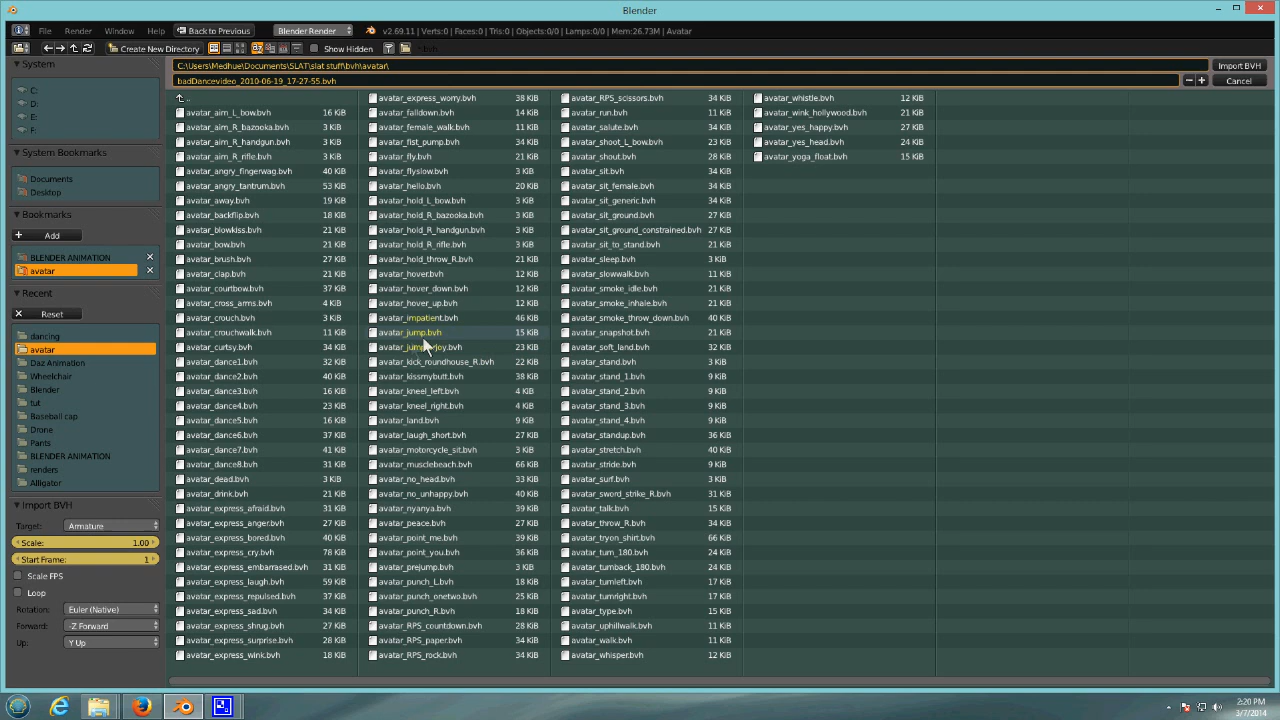 Blender
File Render Window Help Back to Previous Blender Render v2.69.11 | Verts:0 | Faces:0 | Tris:0 | Objects:0/0 | Lamps:0/0 | Mem:26.73M | Avatar
Create New Directory Show Hidden
System
C:
D:
E:
F:
System Bookmarks
Documents
Desktop
Bookmarks
Add
BLENDER ANIMATION
avatar
Recent
Reset
dancing
avatar
Daz Animation
Wheelchair
Blender
tut
Baseball cap
Drone
Pants
BLENDER ANIMATION
renders
Alligator
Import BVH
Target: Armature
Scale: 1.00
Start Frame: 1
Scale FPS
Loop
Rotation: Euler (Native)
Forward: -Z Forward
Up: Y Up
C:\Users\Medhue\Documents\SLAT\slat stuff\bvh\avatar\ Import BVH
badDancevideo_2010-06-19_17-27-55.bvh Cancel
..
avatar_aim_L_bow.bvh 16 KiB
avatar_aim_R_bazooka.bvh 3 KiB
avatar_aim_R_handgun.bvh 3 KiB
avatar_aim_R_rifle.bvh 3 KiB
avatar_angry_fingerwag.bvh 40 KiB
avatar_angry_tantrum.bvh 53 KiB
avatar_away.bvh 19 KiB
avatar_backflip.bvh 18 KiB
avatar_blowkiss.bvh 21 KiB
avatar_bow.bvh 21 KiB
avatar_brush.bvh 27 KiB
avatar_clap.bvh 21 KiB
avatar_courtbow.bvh 37 KiB
avatar_cross_arms.bvh 4 KiB
avatar_crouch.bvh 3 KiB
avatar_crouchwalk.bvh 11 KiB
avatar_curtsy.bvh 34 KiB
avatar_dance1.bvh 32 KiB
avatar_dance2.bvh 40 KiB
avatar_dance3.bvh 16 KiB
avatar_dance4.bvh 23 KiB
avatar_dance5.bvh 16 KiB
avatar_dance6.bvh 37 KiB
avatar_dance7.bvh 41 KiB
avatar_dance8.bvh 31 KiB
avatar_dead.bvh 3 KiB
avatar_drink.bvh 21 KiB
avatar_express_afraid.bvh 31 KiB
avatar_express_anger.bvh 27 KiB
avatar_express_bored.bvh 40 KiB
avatar_express_cry.bvh 78 KiB
avatar_express_embarrased.bvh 31 KiB
avatar_express_laugh.bvh 59 KiB
avatar_express_repulsed.bvh 37 KiB
avatar_express_sad.bvh 34 KiB
avatar_express_shrug.bvh 27 KiB
avatar_express_surprise.bvh 28 KiB
avatar_express_wink.bvh 18 KiB
avatar_express_worry.bvh 38 KiB
avatar_falldown.bvh 14 KiB
avatar_female_walk.bvh 11 KiB
avatar_fist_pump.bvh 34 KiB
avatar_fly.bvh 21 KiB
avatar_flyslow.bvh 3 KiB
avatar_hello.bvh 20 KiB
avatar_hold_L_bow.bvh 3 KiB
avatar_hold_R_bazooka.bvh 3 KiB
avatar_hold_R_handgun.bvh 3 KiB
avatar_hold_R_rifle.bvh 3 KiB
avatar_hold_throw_R.bvh 3 KiB
avatar_hover.bvh 12 KiB
avatar_hover_down.bvh 12 KiB
avatar_hover_up.bvh 12 KiB
avatar_impatient.bvh 46 KiB
avatar_jump.bvh 15 KiB
avatar_jump joy.bvh 23 KiB
avatar_kick_roundhouse_R.bvh 22 KiB
avatar_kissmybutt.bvh 38 KiB
avatar_kneel_left.bvh 4 KiB
avatar_kneel_right.bvh 4 KiB
avatar_land.bvh 9 KiB
avatar_laugh_short.bvh 27 KiB
avatar_motorcycle_sit.bvh 3 KiB
avatar_musclebeach.bvh 66 KiB
avatar_no_head.bvh 33 KiB
avatar_no_unhappy.bvh 40 KiB
avatar_nyanya.bvh 39 KiB
avatar_peace.bvh 27 KiB
avatar_point_me.bvh 39 KiB
avatar_point_you.bvh 36 KiB
avatar_prejump.bvh 3 KiB
avatar_punch_L.bvh 18 KiB
avatar_punch_onetwo.bvh 25 KiB
avatar_punch_R.bvh 18 KiB
avatar_RPS_countdown.bvh 28 KiB
avatar_RPS_paper.bvh 34 KiB
avatar_RPS_rock.bvh 34 KiB
avatar_RPS_scissors.bvh 34 KiB
avatar_run.bvh 11 KiB
avatar_salute.bvh 34 KiB
avatar_shoot_L_bow.bvh 34 KiB
avatar_shout.bvh 28 KiB
avatar_sit.bvh 34 KiB
avatar_sit_female.bvh 34 KiB
avatar_sit_generic.bvh 34 KiB
avatar_sit_ground.bvh 27 KiB
avatar_sit_ground_constrained.bvh 27 KiB
avatar_sit_to_stand.bvh 21 KiB
avatar_sleep.bvh 3 KiB
avatar_slowwalk.bvh 11 KiB
avatar_smoke_idle.bvh 21 KiB
avatar_smoke_inhale.bvh 21 KiB
avatar_smoke_throw_down.bvh 34 KiB
avatar_snapshot.bvh 21 KiB
avatar_soft_land.bvh 32 KiB
avatar_stand.bvh 3 KiB
avatar_stand_1.bvh 9 KiB
avatar_stand_2.bvh 9 KiB
avatar_stand_3.bvh 9 KiB
avatar_stand_4.bvh 9 KiB
avatar_standup.bvh 36 KiB
avatar_stretch.bvh 40 KiB
avatar_stride.bvh 9 KiB
avatar_surf.bvh 3 KiB
avatar_sword_strike_R.bvh 31 KiB
avatar_talk.bvh 15 KiB
avatar_throw_R.bvh 34 KiB
avatar_tryon_shirt.bvh 66 KiB
avatar_turn_180.bvh 24 KiB
avatar_turnback_180.bvh 24 KiB
avatar_turnleft.bvh 17 KiB
avatar_turnright.bvh 17 KiB
avatar_type.bvh 15 KiB
avatar_uphillwalk.bvh 11 KiB
avatar_walk.bvh 11 KiB
avatar_whisper.bvh 12 KiB
avatar_whistle.bvh 12 KiB
avatar_wink_hollywood.bvh 21 KiB
avatar_yes_happy.bvh 27 KiB
avatar_yes_head.bvh 24 KiB
avatar_yoga_float.bvh 15 KiB
2:20 PM
3/7/2014